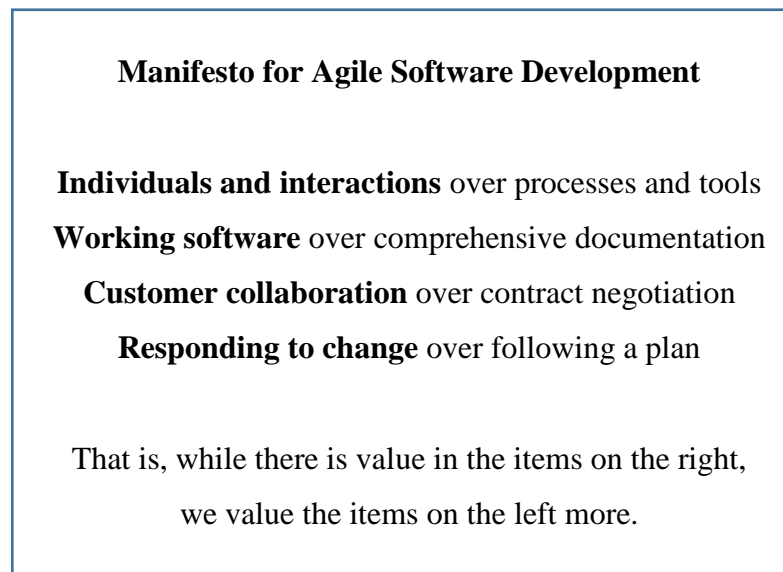 Manifesto for Agile Software Development
Individuals and interactions over processes and tools
Working software over comprehensive documentation
Customer collaboration over contract negotiation
Responding to change over following a plan
That is, while there is value in the items on the right,
we value the items on the left more.